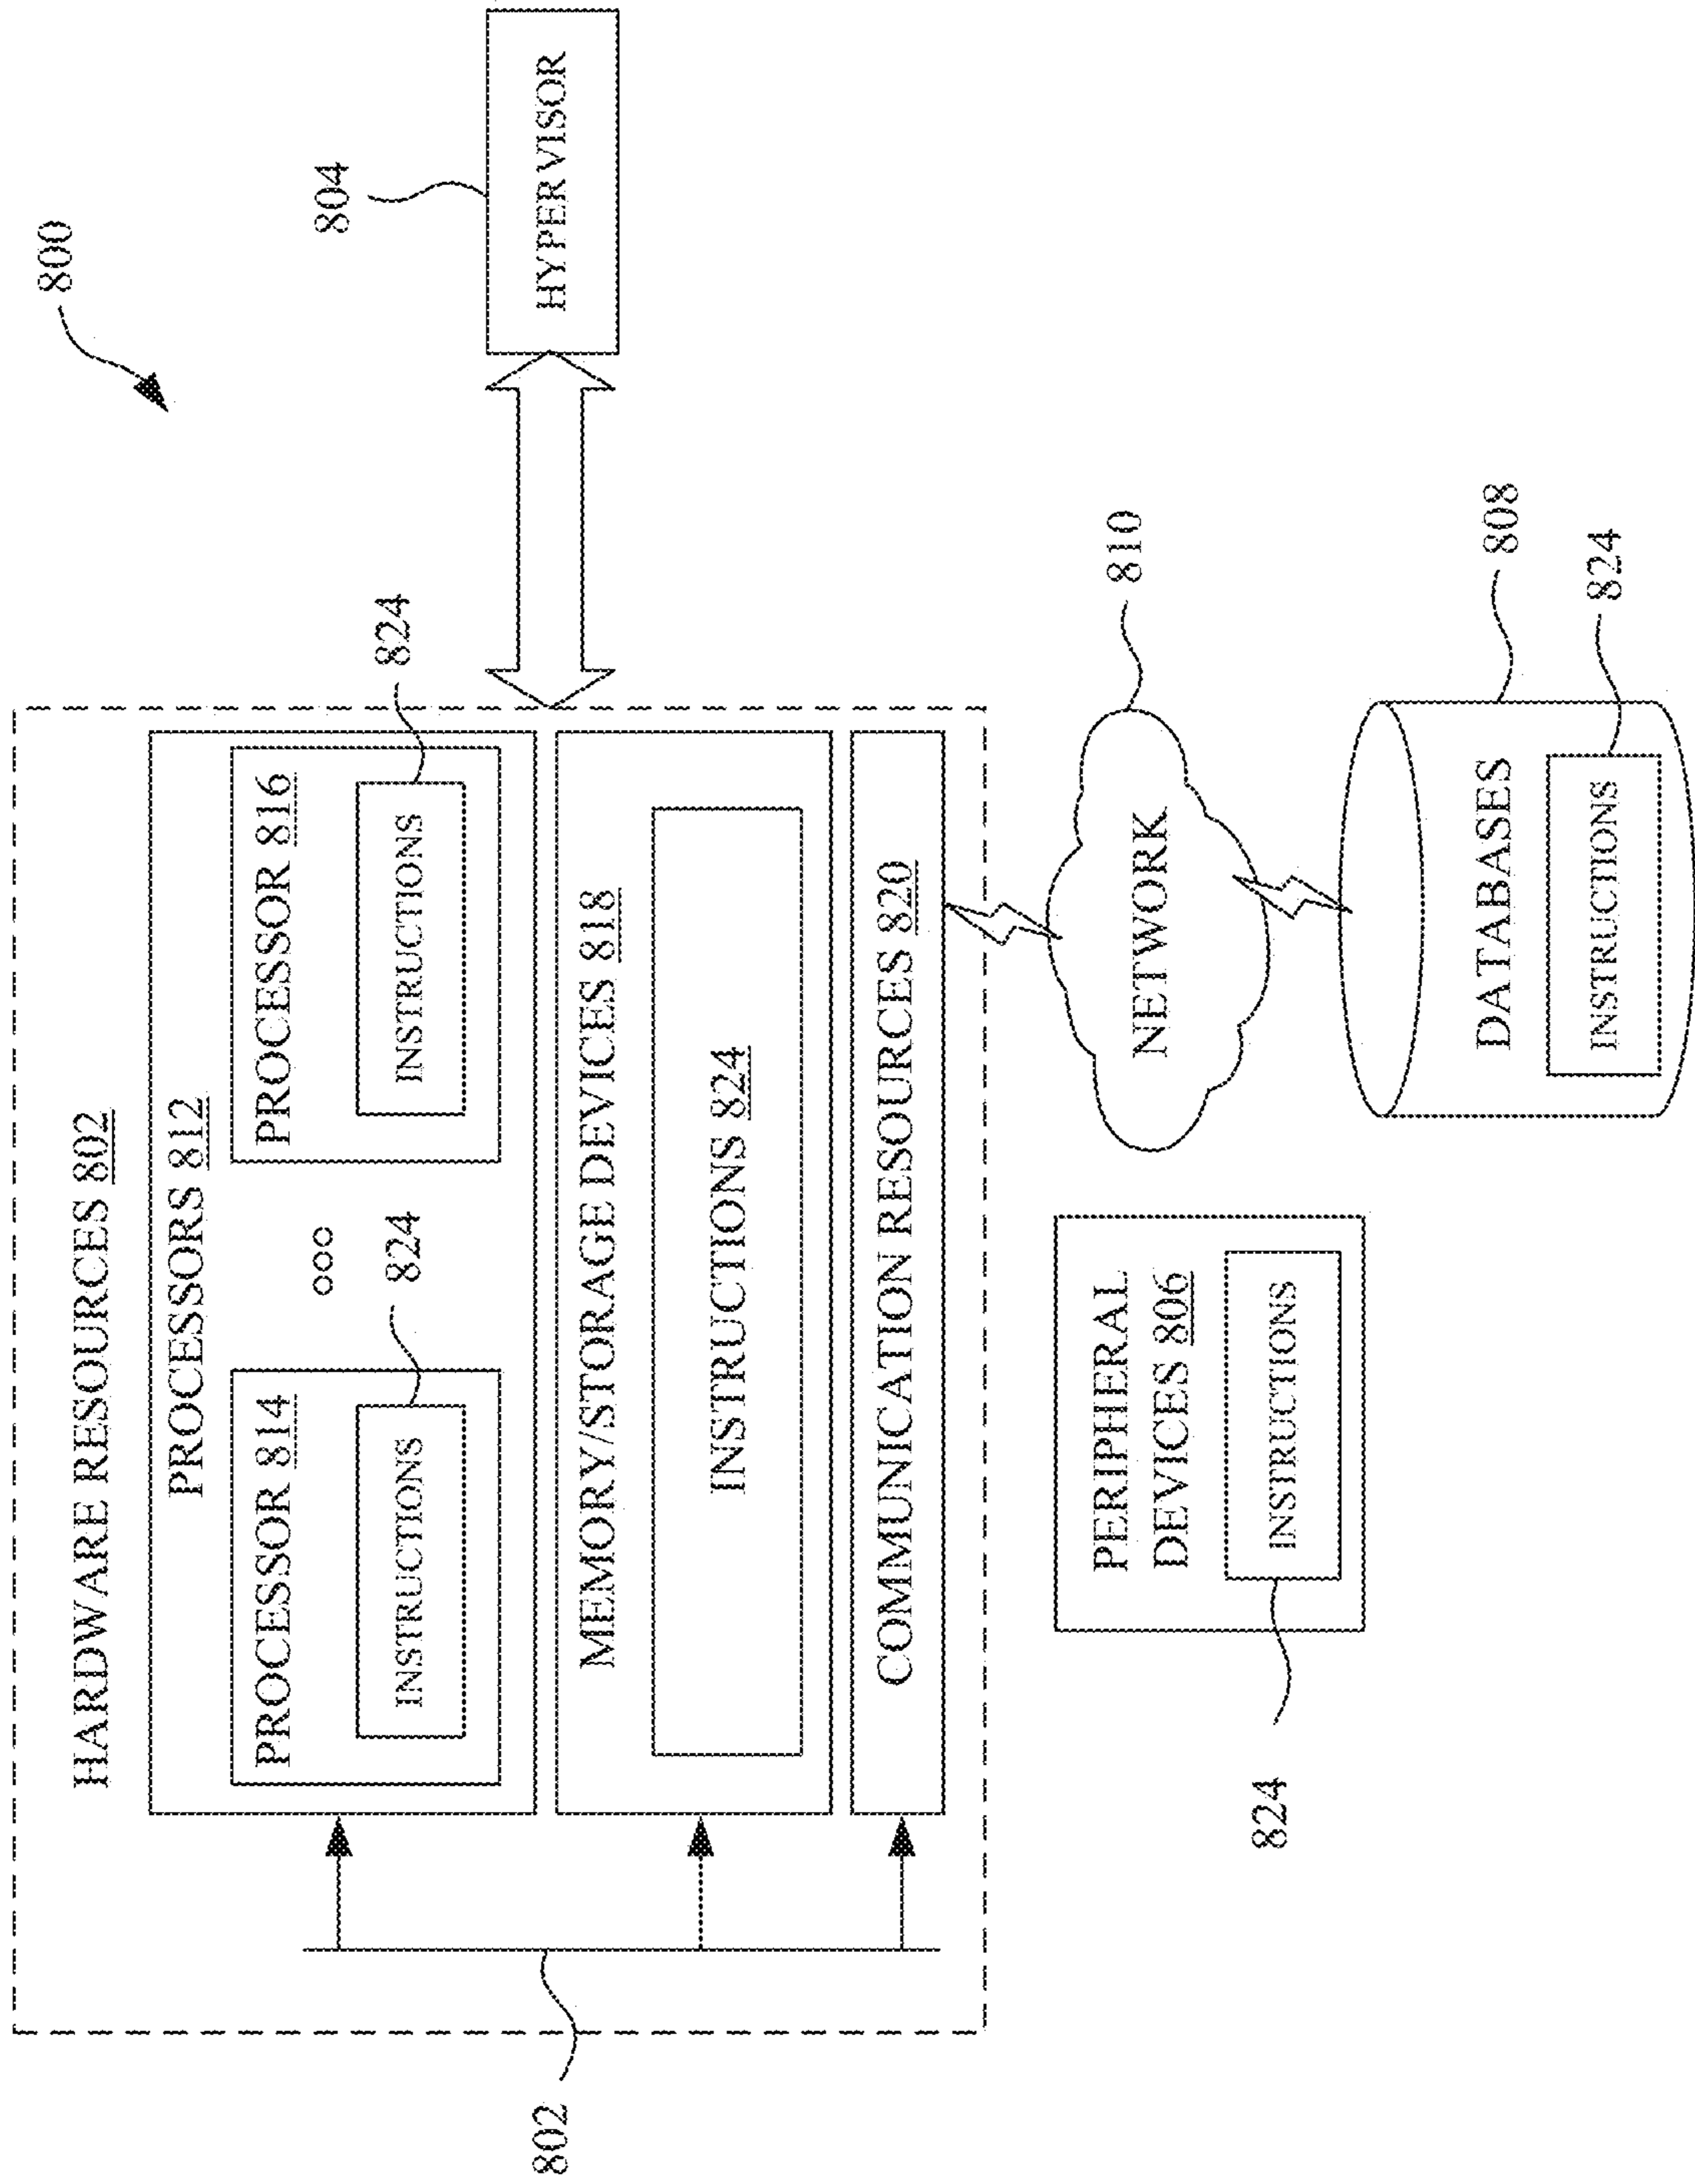 800
HARDWARE RESOURCES 802
PROCESSORS 812
PROCESSOR 814
INSTRUCTIONS
824
PROCESSOR 816
INSTRUCTIONS
824
804
HYPERVISOR
802
MEMORY/STORAGE DEVICES 818
INSTRUCTIONS 824
COMMUNICATION RESOURCES 820
PERIPHERAL
DEVICES 806
INSTRUCTIONS
824
NETWORK
810
DATABASES
808
INSTRUCTIONS
824